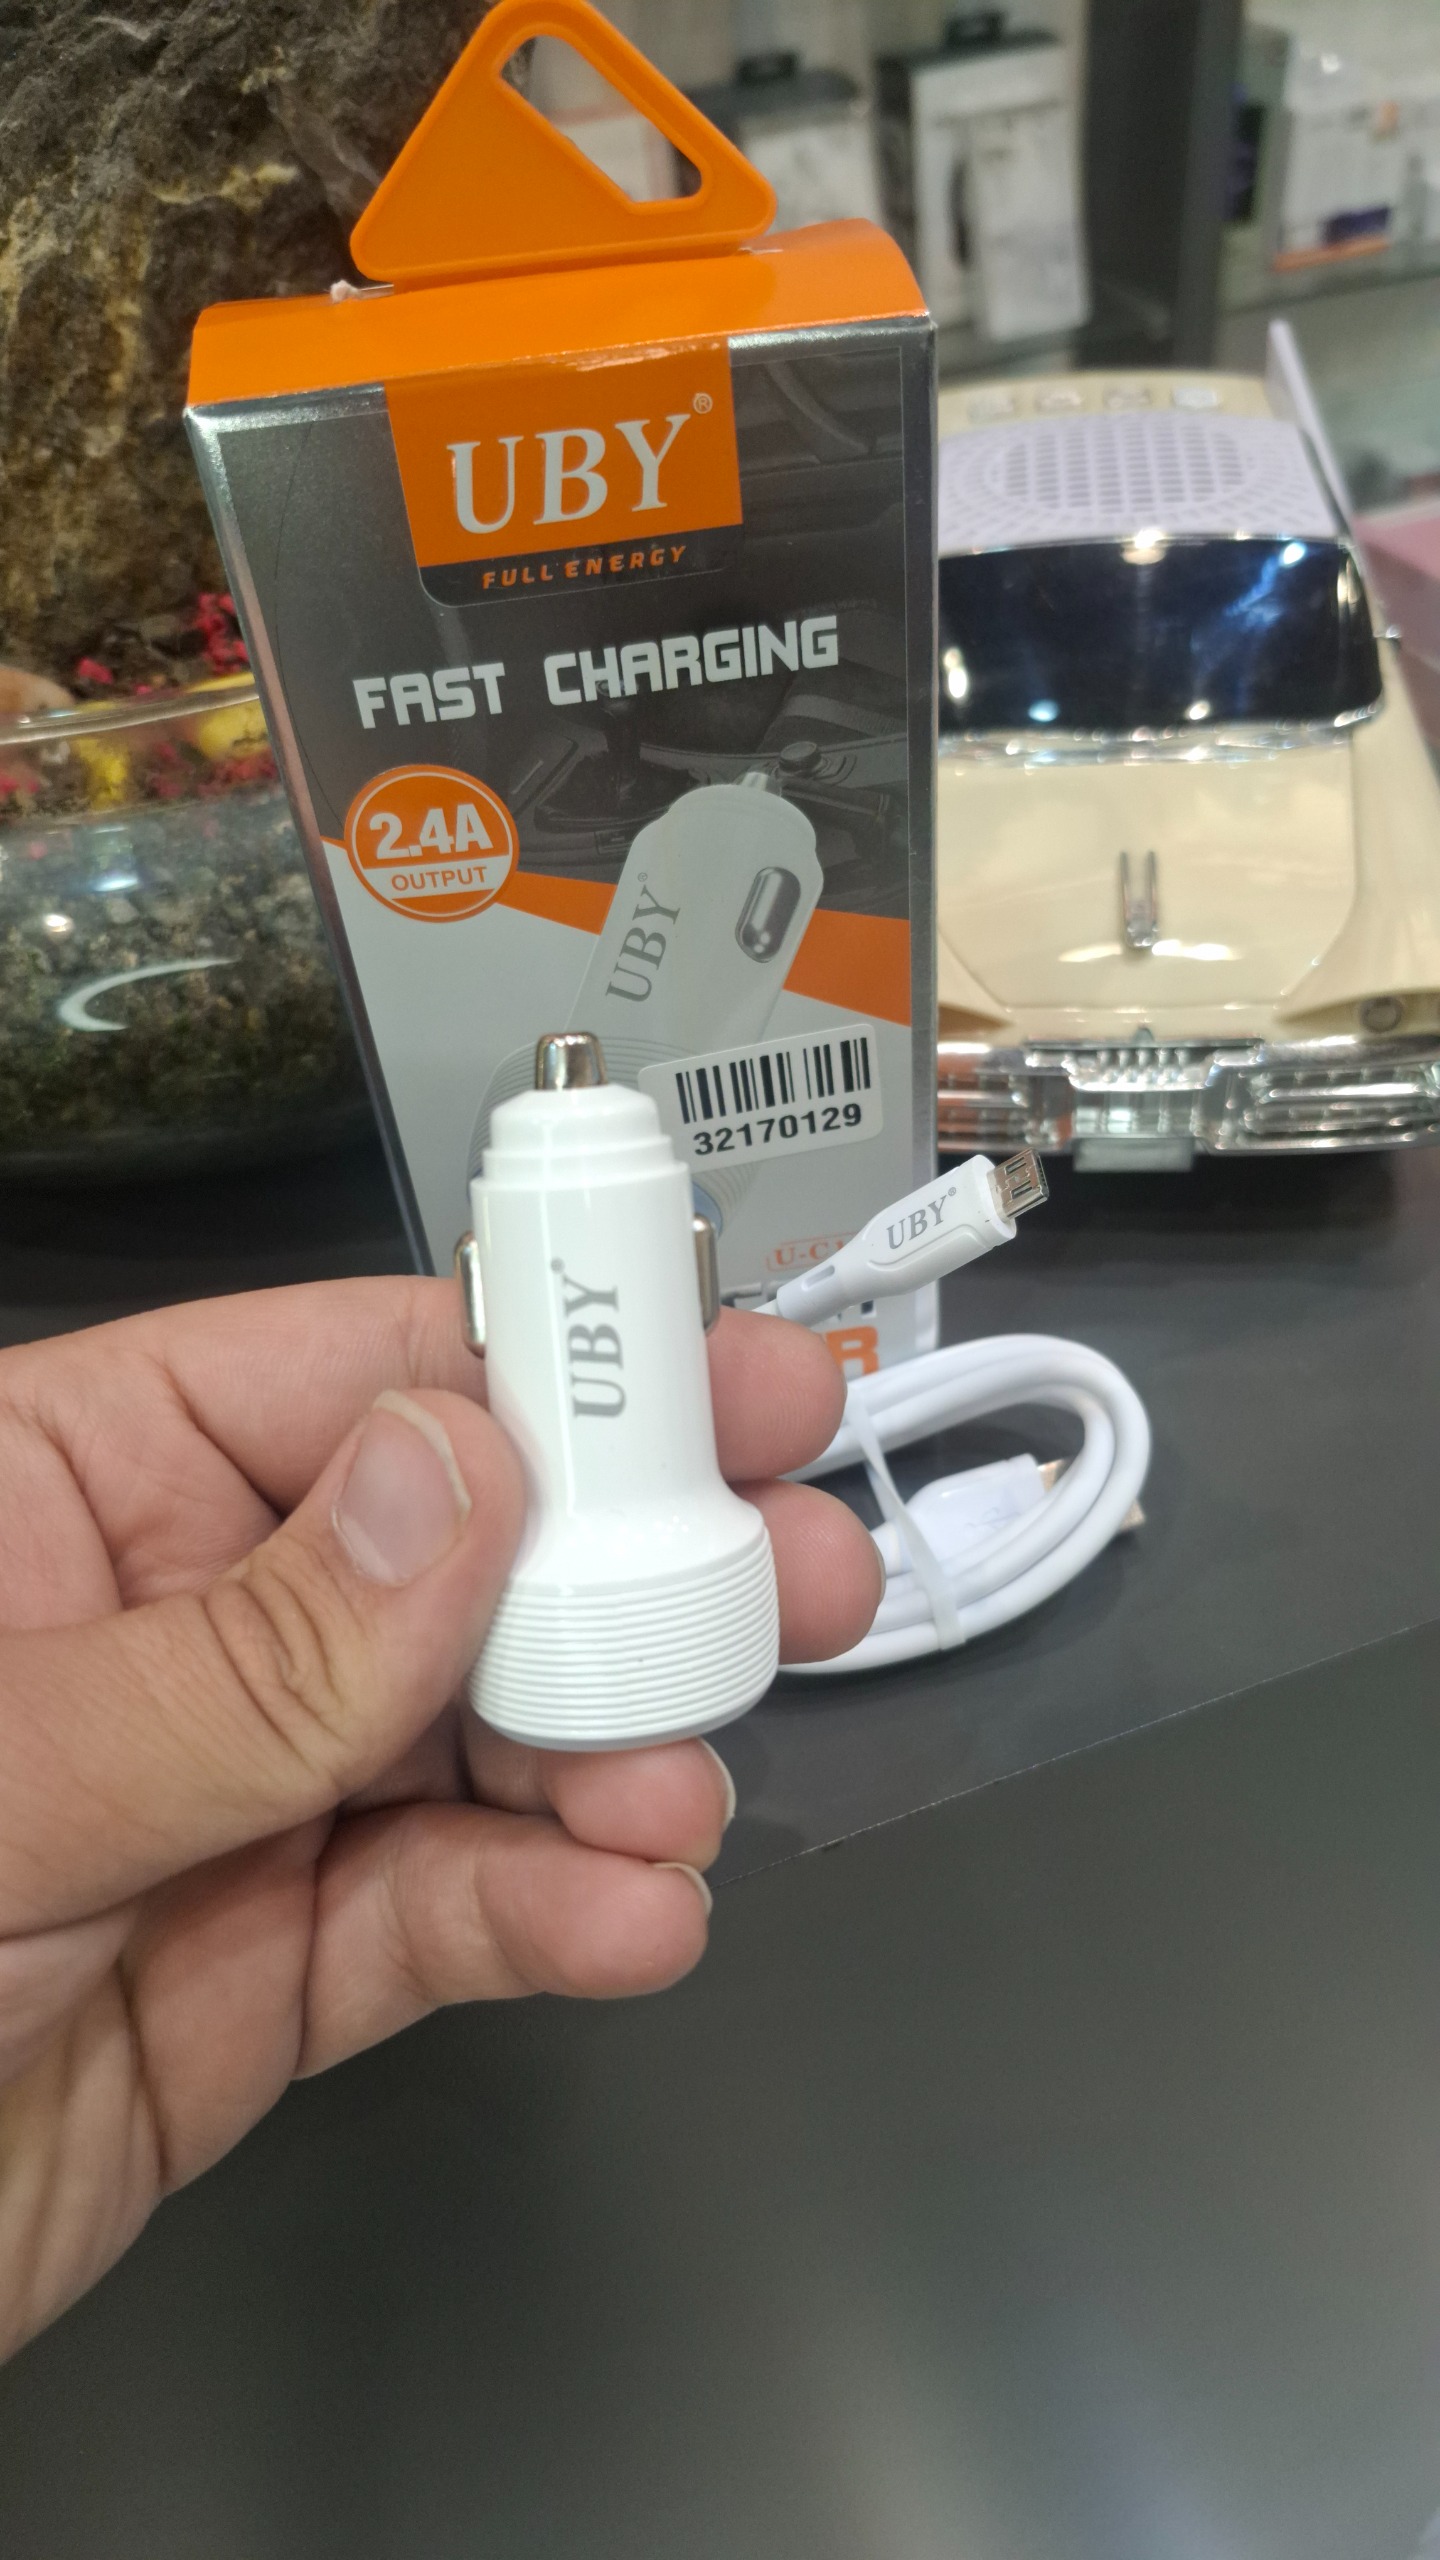 UBY®
FULL ENERGY
FAST CHARGING
2.4A
OUTPUT
UBY®
32170129
UBY®
UBY®